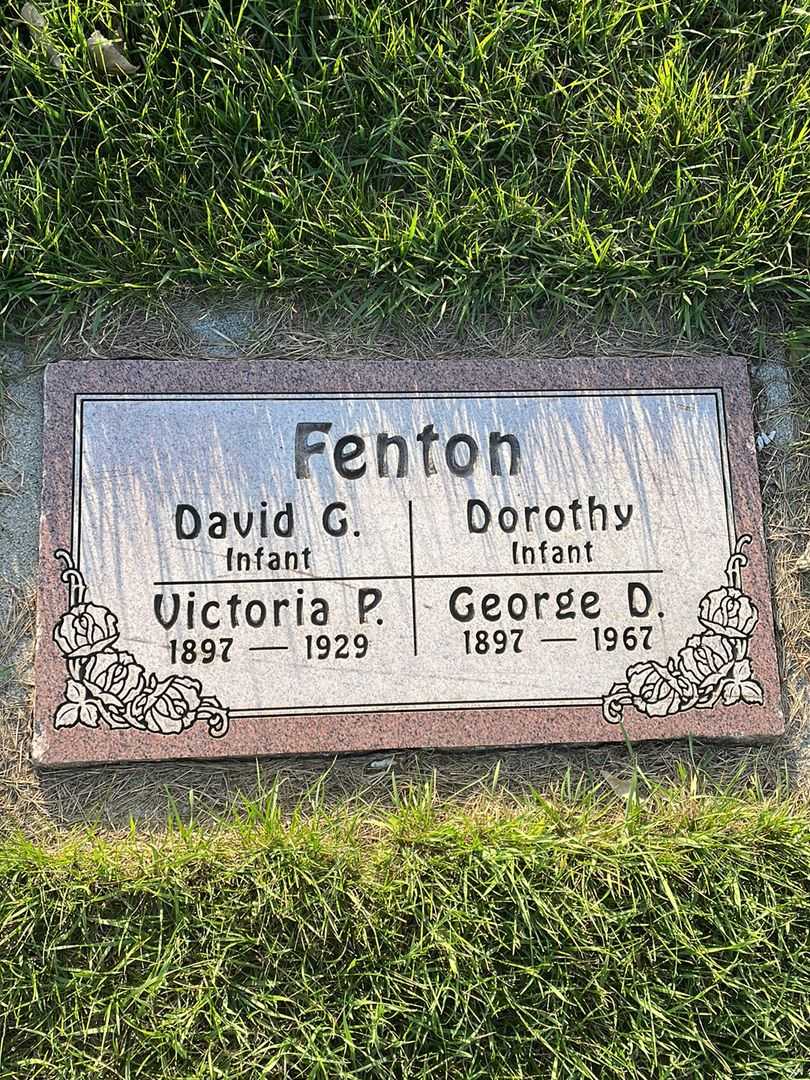 Fenton
David G.
Infant
Dorothy
Infant
Victoria P.
1897 — 1929
George D.
1897 — 1967